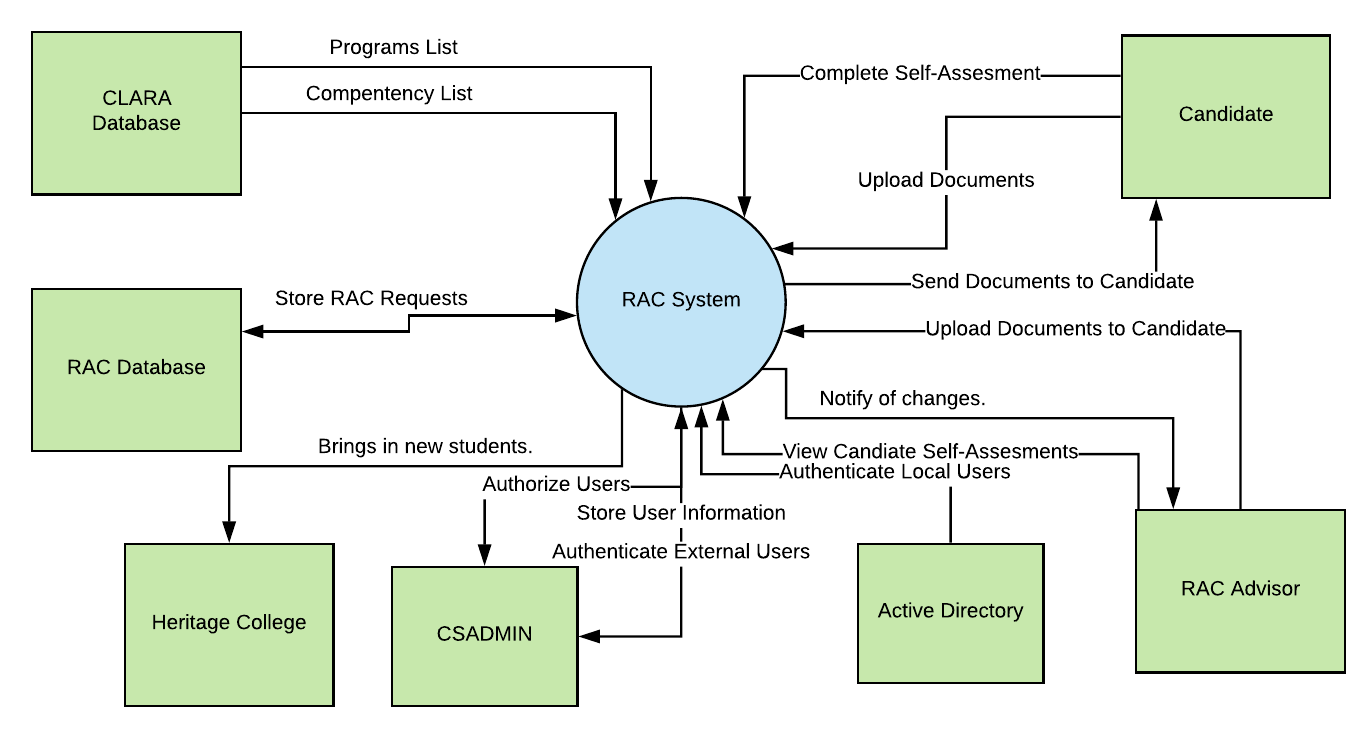 Programs List
Compentency List
CLARA
Database
Complete Self-Assesment
Candidate
Upload Documents
Send Documents to Candidate
RAC System
Store RAC Requests
Upload Documents to Candidate
RAC Database
Notify of changes.
Brings in new students.
View Candiate Self-Assesments
Authenticate Local Users
Authorize Users
Store User Information
Authenticate External Users
Heritage College
CSADMIN
Active Directory
RAC Advisor